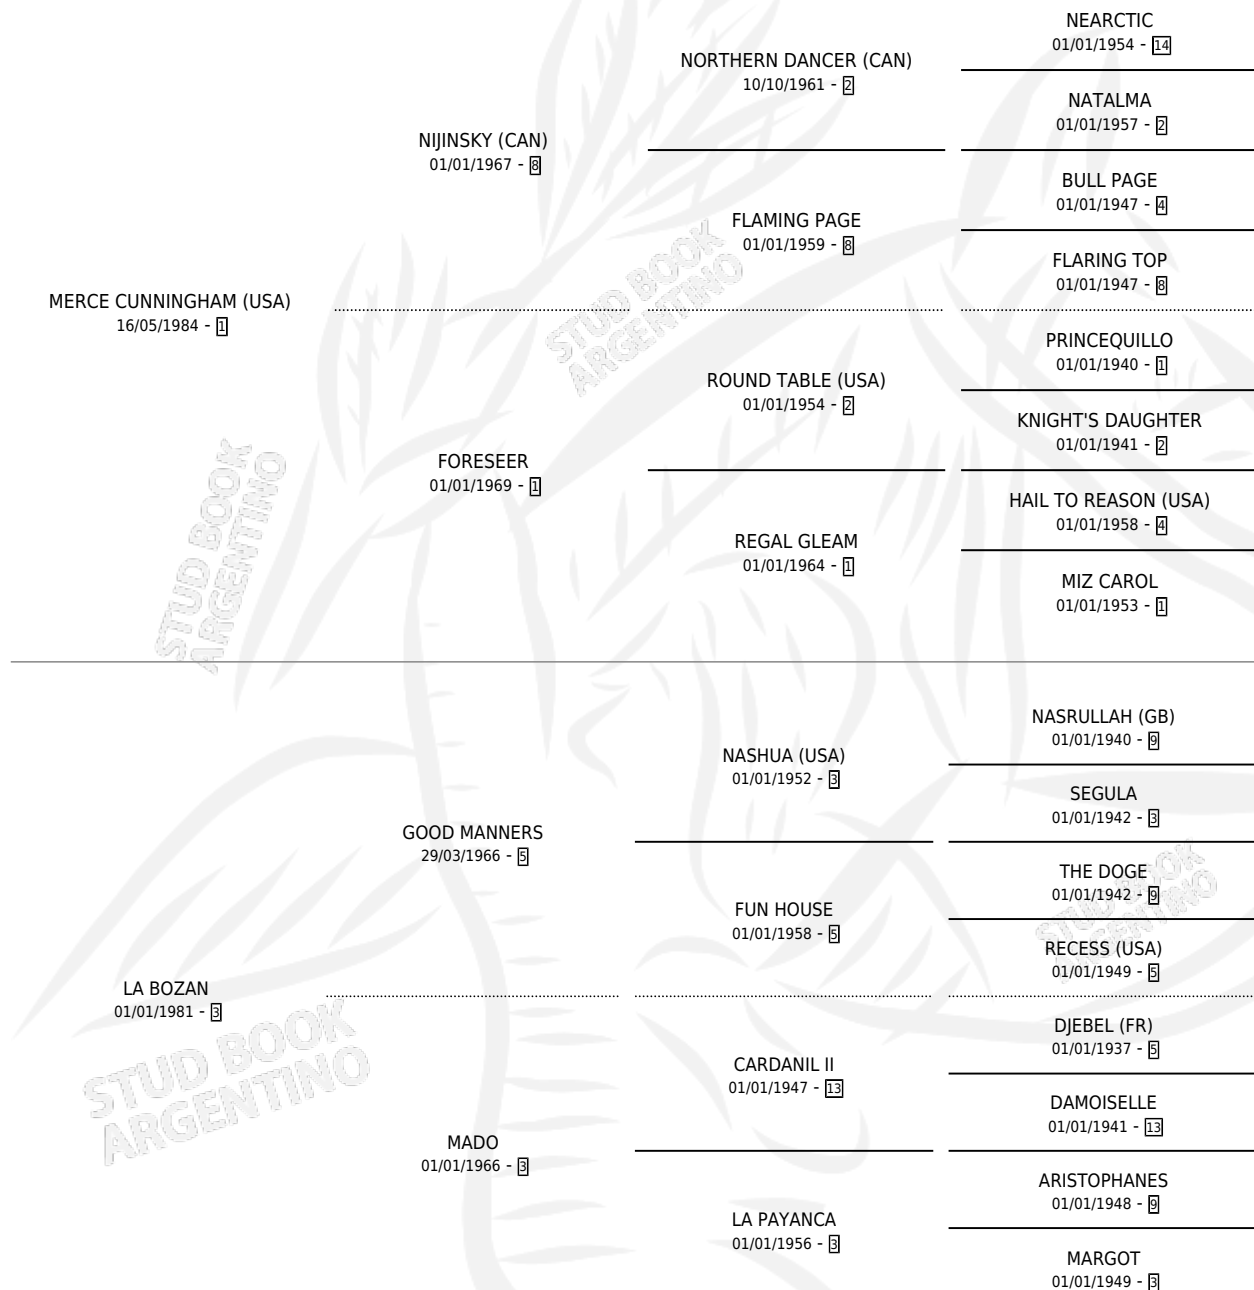 NEARCTIC
01/01/1954 - 14
NORTHERN DANCER (CAN)
10/10/1961 - 2
NATALMA
01/01/1957 - 2
NIJINSKY (CAN)
01/01/1967 - 8
BULL PAGE
01/01/1947 - 4
FLAMING PAGE
01/01/1959 - 8
FLARING TOP
01/01/1947 - 8
MERCE CUNNINGHAM (USA)
16/05/1984 - 1
STUD BOOK
ARGENTINO
PRINCEQUILLO
01/01/1940 - 1
ROUND TABLE (USA)
01/01/1954 - 2
KNIGHT'S DAUGHTER
01/01/1941 - 2
FORESEER
01/01/1969 - 1
HAIL TO REASON (USA)
01/01/1958 - 4
REGAL GLEAM
01/01/1964 - 1
MIZ CAROL
01/01/1953 - 1
STUD BOOK
ARGENTINO
NASRULLAH (GB)
01/01/1940 - 9
NASHUA (USA)
01/01/1952 - 3
SEGULA
01/01/1942 - 3
GOOD MANNERS
29/03/1966 - 5
THE DOGE
01/01/1942 - 9
FUN HOUSE
01/01/1958 - 5
RECESS (USA)
01/01/1949 - 5
STUD BOOK
ARGENTINO
LA BOZAN
01/01/1981 - 3
DJEBEL (FR)
01/01/1937 - 5
CARDANIL II
01/01/1947 - 13
DAMOISELLE
01/01/1941 - 13
STUD BOOK
ARGENTINO
MADO
01/01/1966 - 3
ARISTOPHANES
01/01/1948 - 9
LA PAYANCA
01/01/1956 - 3
MARGOT
01/01/1949 - 3